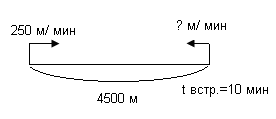 250 м/ мин
? м/ мин
4500 м
t встр.=10 мин